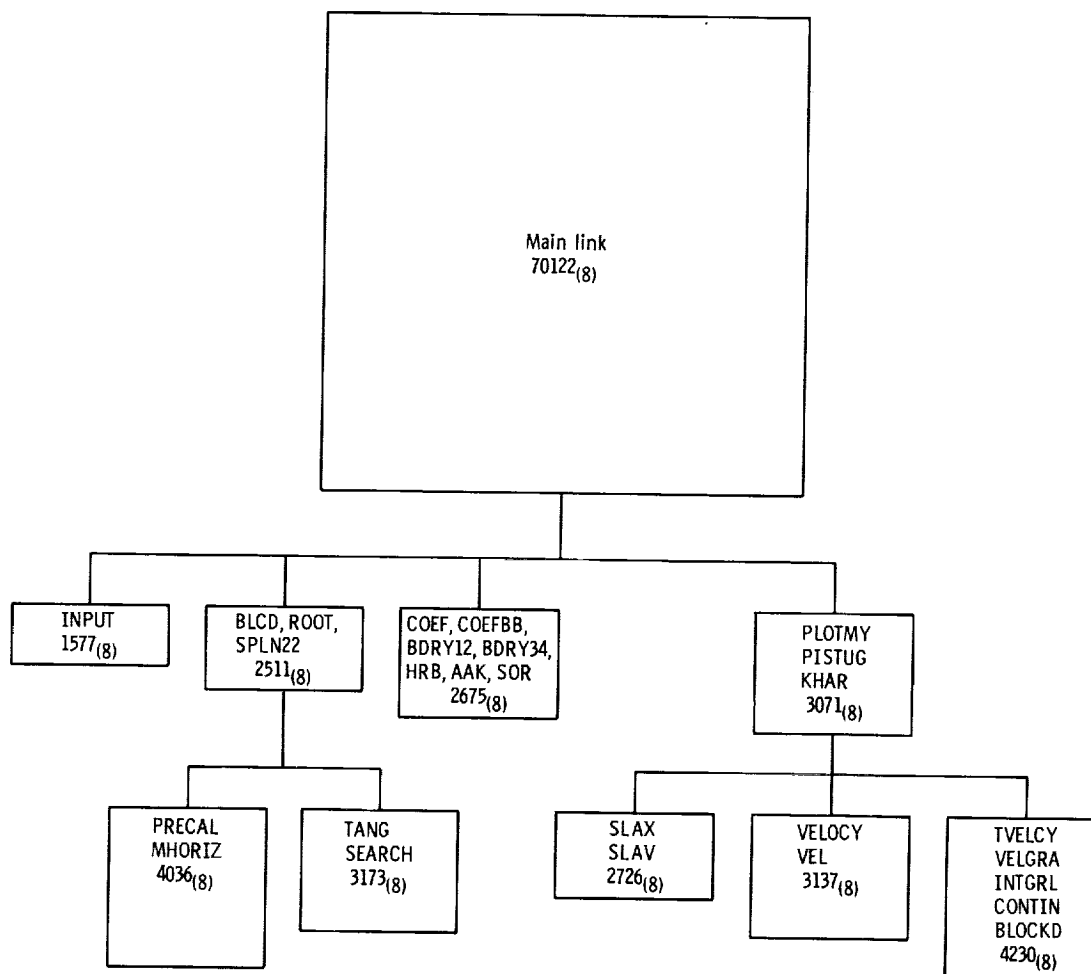 Main link
70122(8)
INPUT
1577(8)
BLCD, ROOT,
SPLN22
2511(8)
COEF, COEFBB,
BDRY12, BDRY34,
HRB, AAK, SOR
2675(8)
PLOTMY
PISTUG
KHAR
3071(8)
PRECAL
MHORIZ
4036(8)
TANG
SEARCH
3173(8)
SLAX
SLAV
2726(8)
VELOCY
VEL
3137(8)
TVELCY
VELGRA
INTGRL
CONTIN
BLOCKD
4230(8)